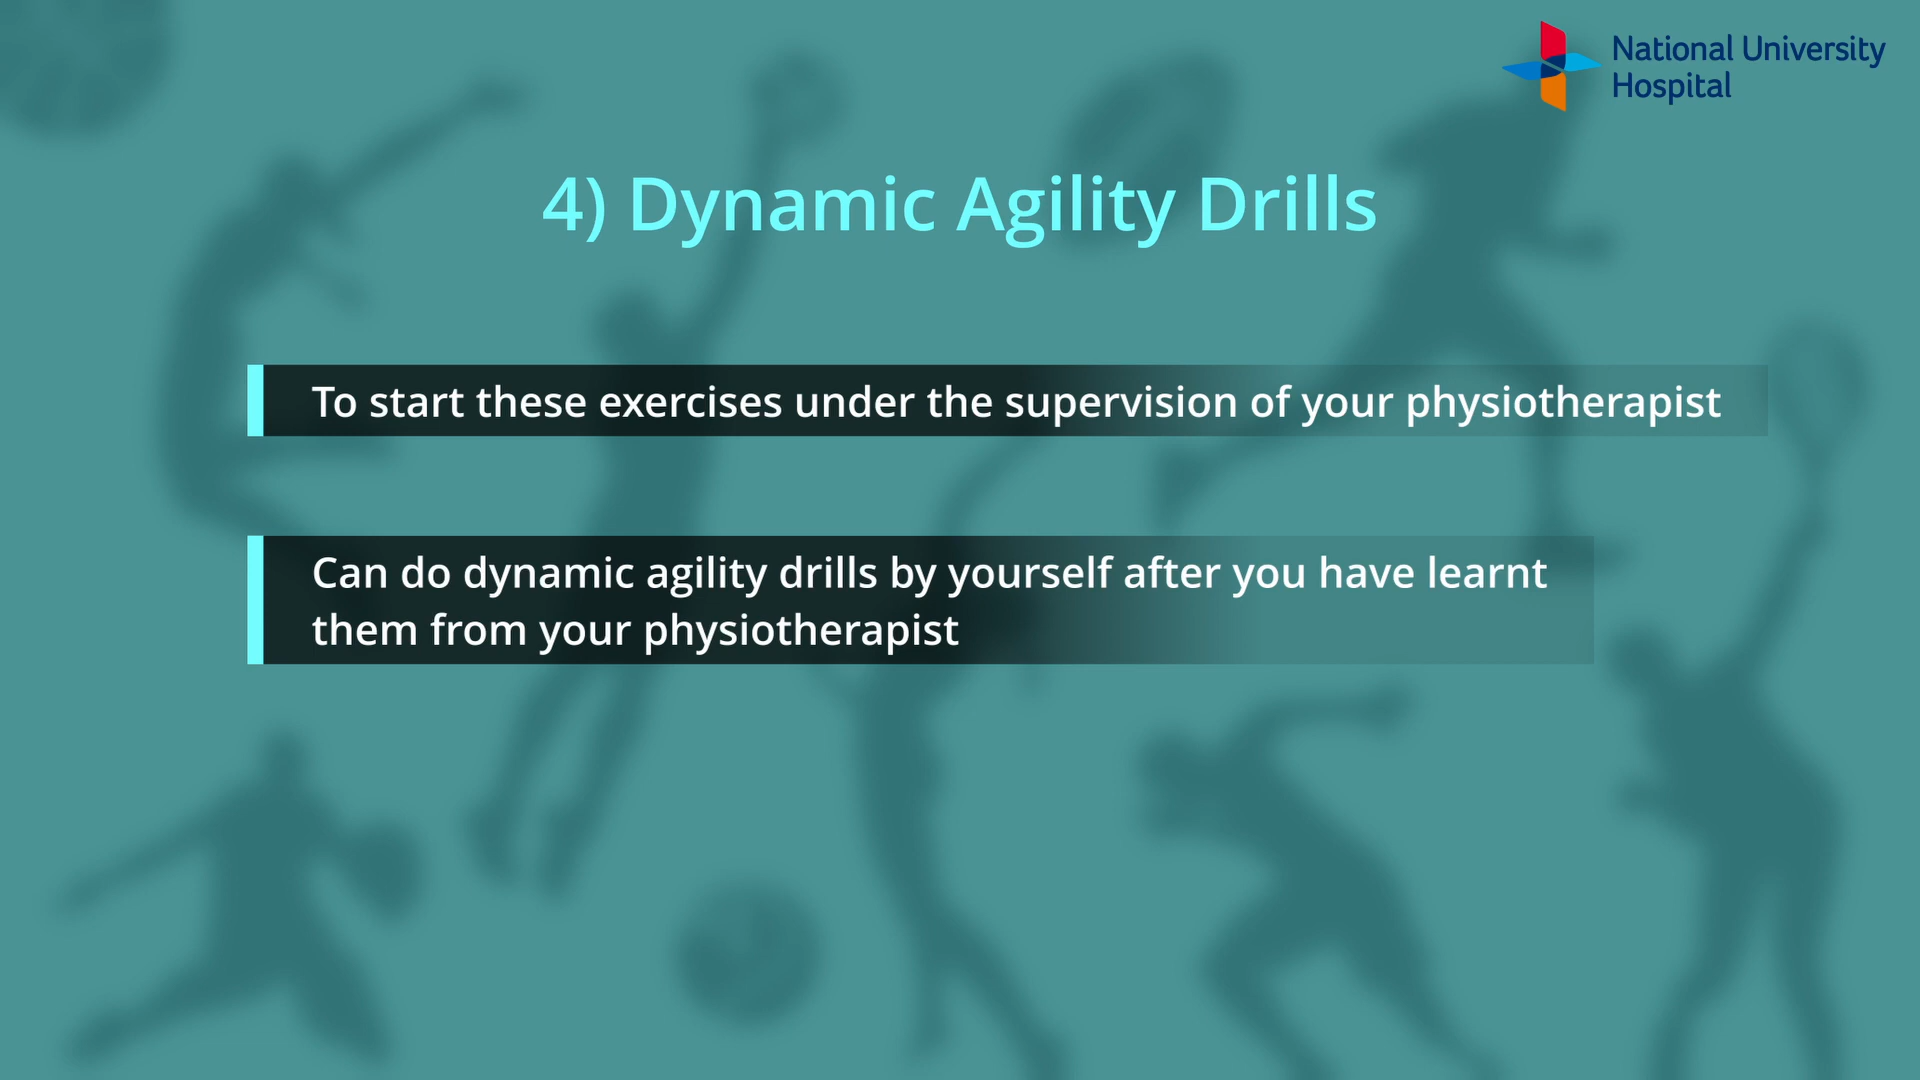 National University
Hospital
4) Dynamic Agility Drills
To start these exercises under the supervision of your physiotherapist
Can do dynamic agility drills by yourself after you have learnt
them from your physiotherapist